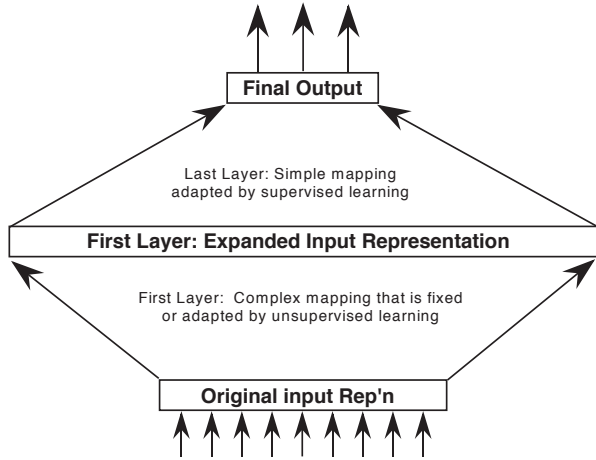 Final Output
Last Layer: Simple mapping
adapted by supervised learning
First Layer: Expanded Input Representation
First Layer:  Complex mapping that is fixed
or adapted by unsupervised learning
Original input Rep'n